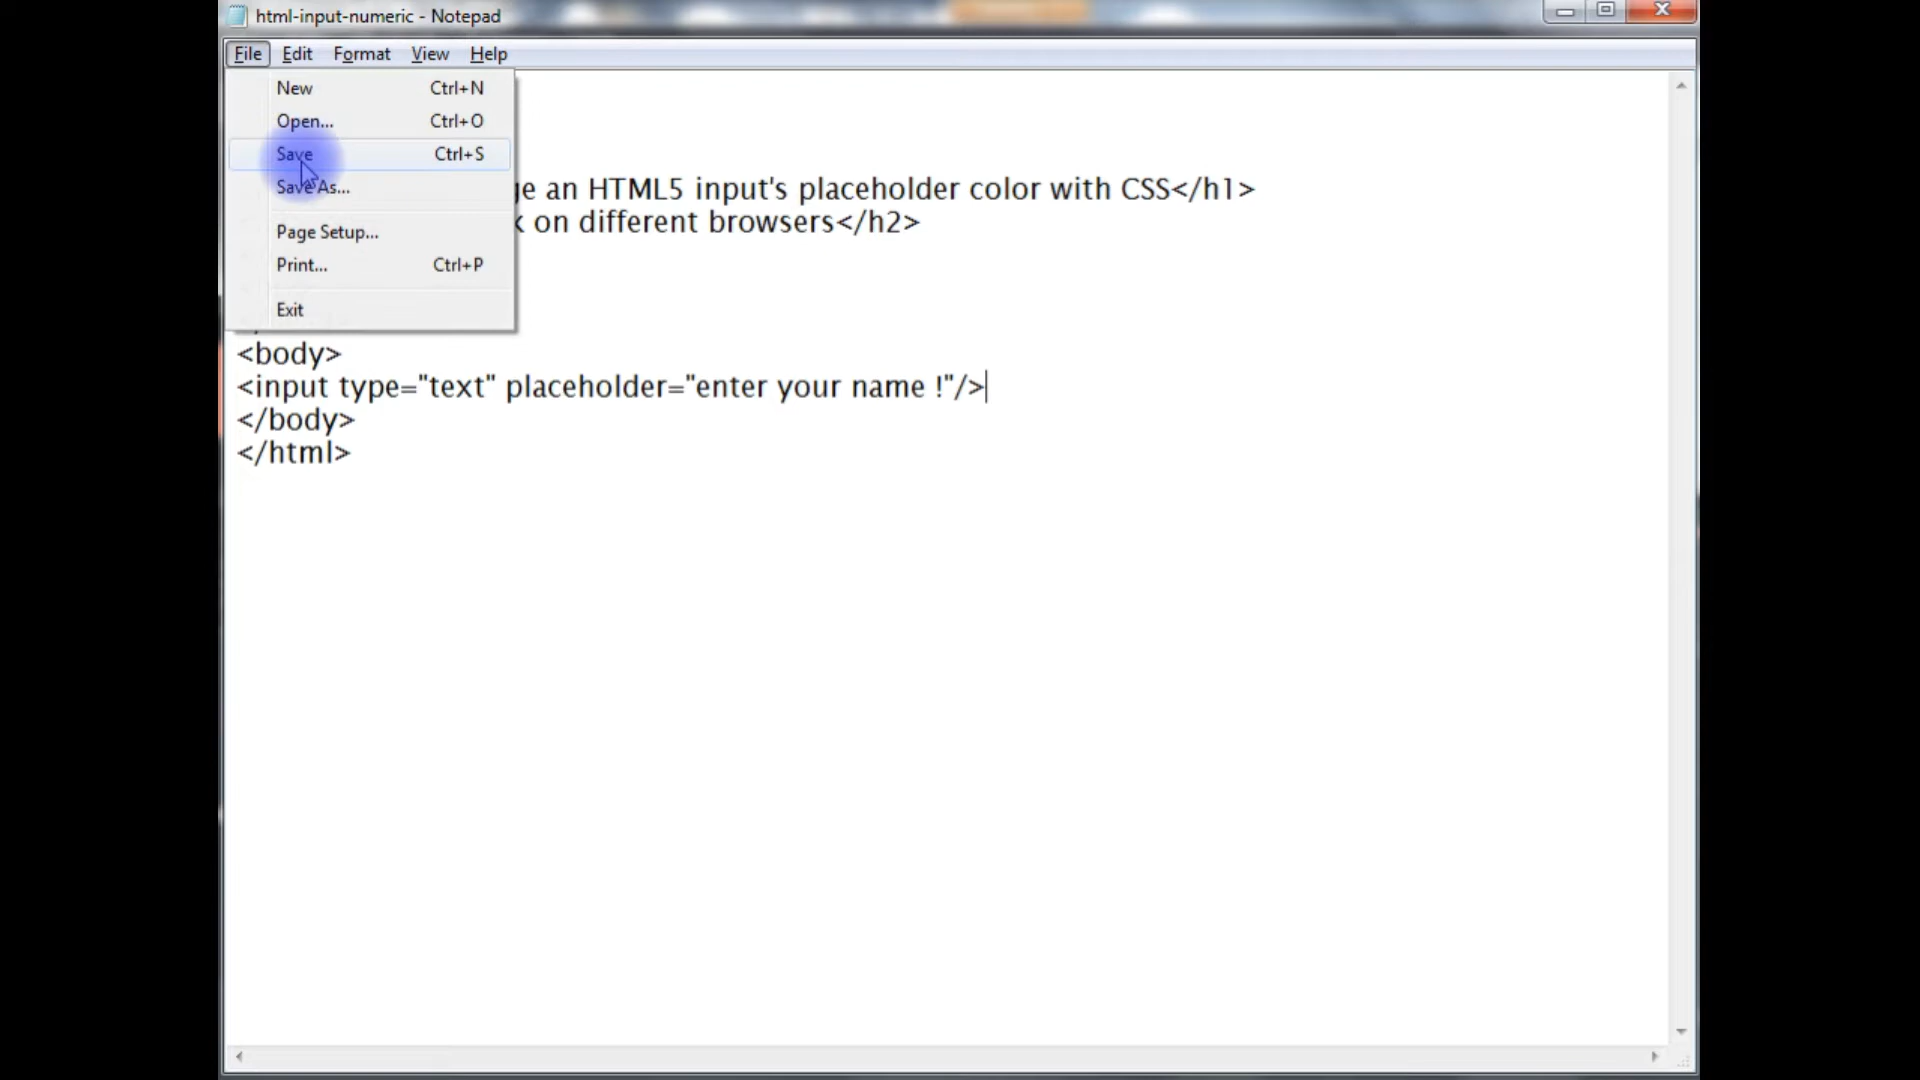 html-input-numeric - Notepad
File Edit Format View Help
New Ctrl+N
Open... Ctrl+O
Save Ctrl+S
Save As...
Page Setup...
Print... Ctrl+P
Exit
an HTML5 input's placeholder color with CSS</h1>
on different browsers</h2>
<body>
<input type="text" placeholder="enter your name !"/>
</body>
</html>